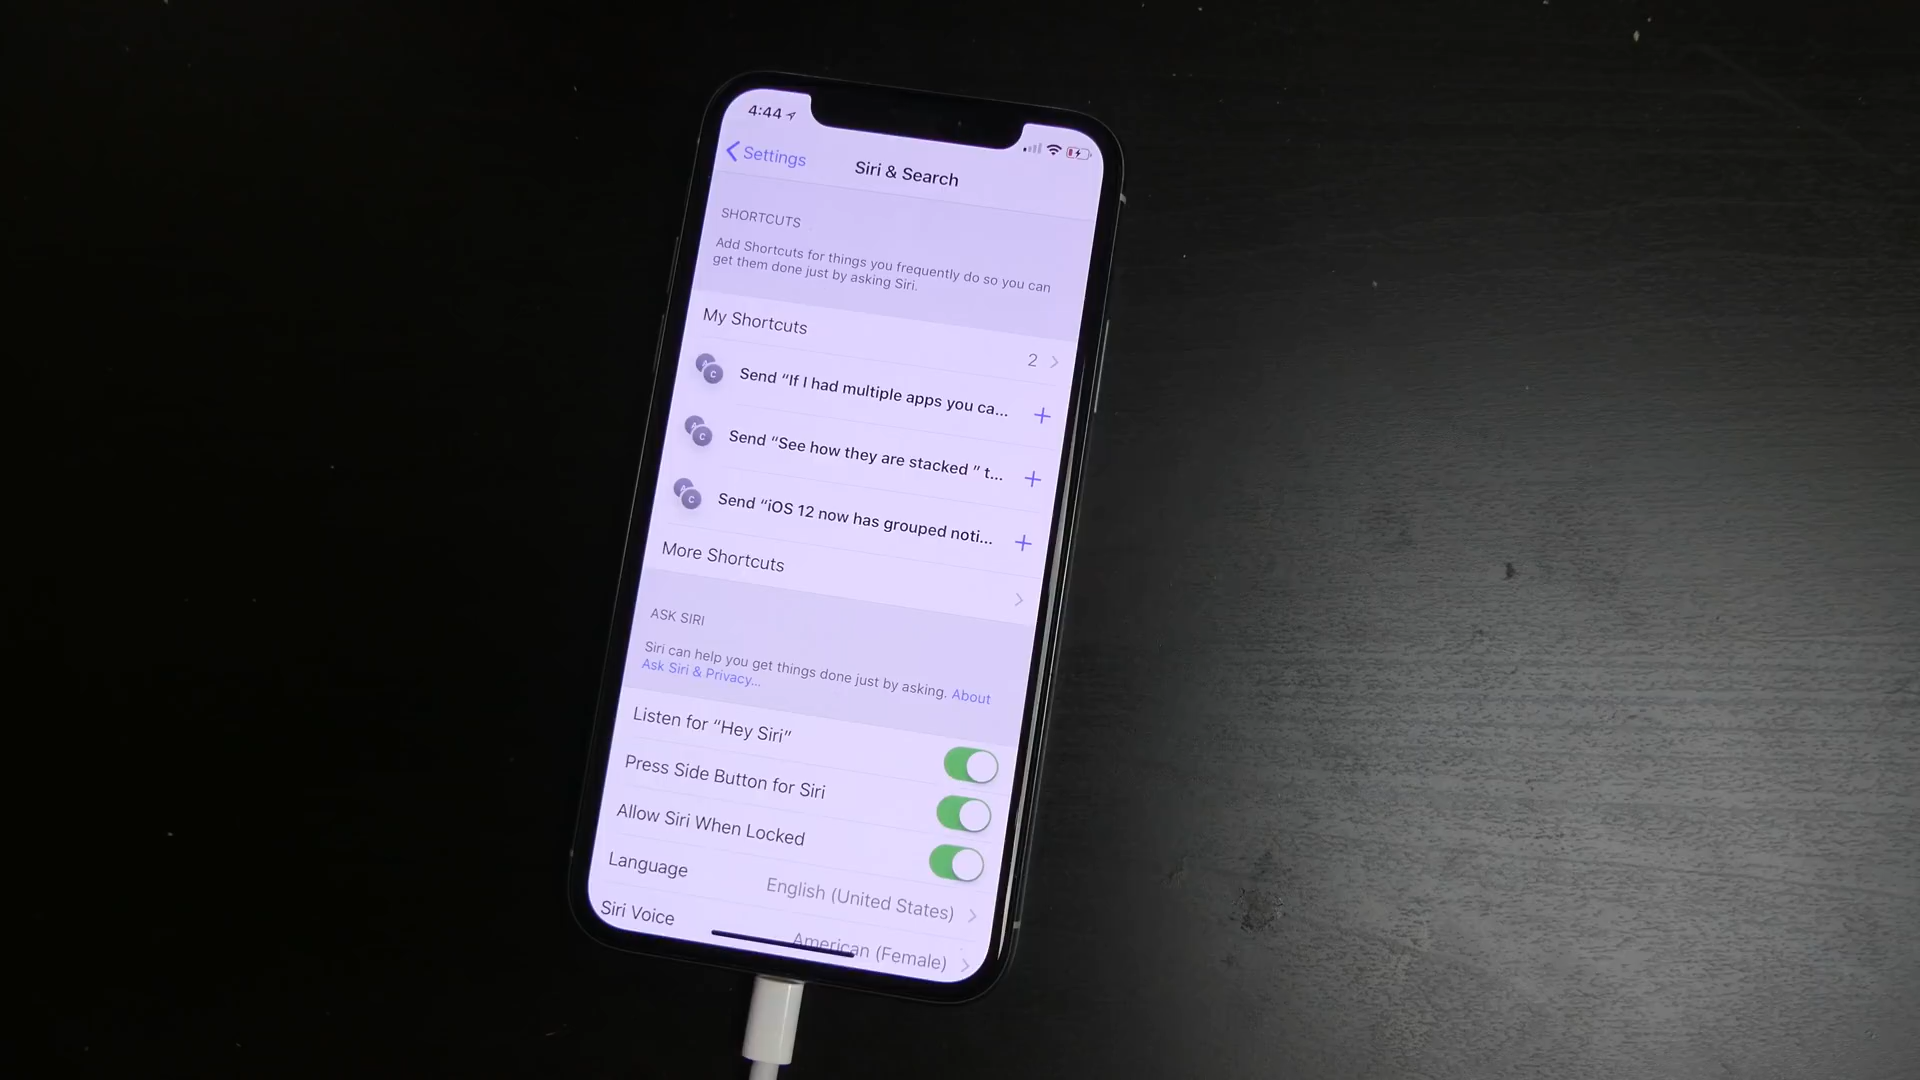 4:44
Settings
Siri & Search
SHORTCUTS
Add Shortcuts for things you frequently do so you can
get them done just by asking Siri.
My Shortcuts
2
Send “If I had multiple apps you ca...
Send “See how they are stacked ” t...
Send “iOS 12 now has grouped noti...
More Shortcuts
ASK SIRI
Siri can help you get things done just by asking. About
Ask Siri & Privacy...
Listen for “Hey Siri”
Press Side Button for Siri
Allow Siri When Locked
Language
English (United States)
Siri Voice
American (Female)